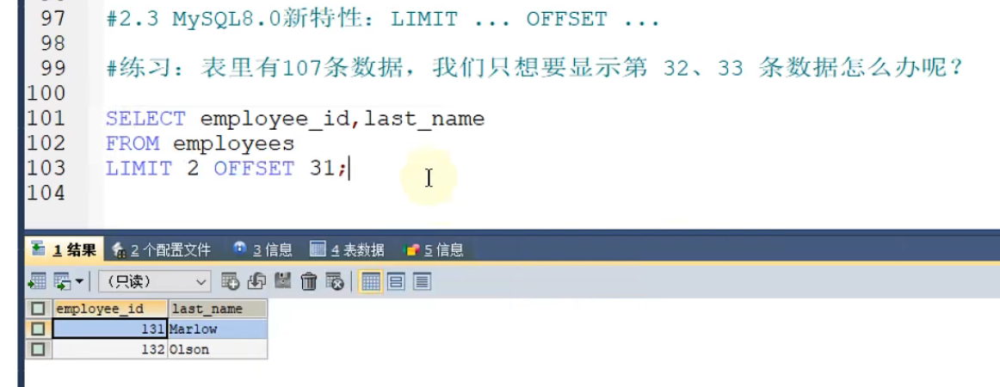 97 #2.3 MySQL8.0新特性：LIMIT ... OFFSET ...
98
99 #练习：表里有107条数据，我们只想要显示第 32、33 条数据怎么办呢？
100
101 SELECT employee_id,last_name
102 FROM employees
103 LIMIT 2 OFFSET 31;
104
1 结果 2 个配置文件 3 信息 4 表数据 5 信息
（只读）
employee_id last_name
131 Marlow
132 Olson